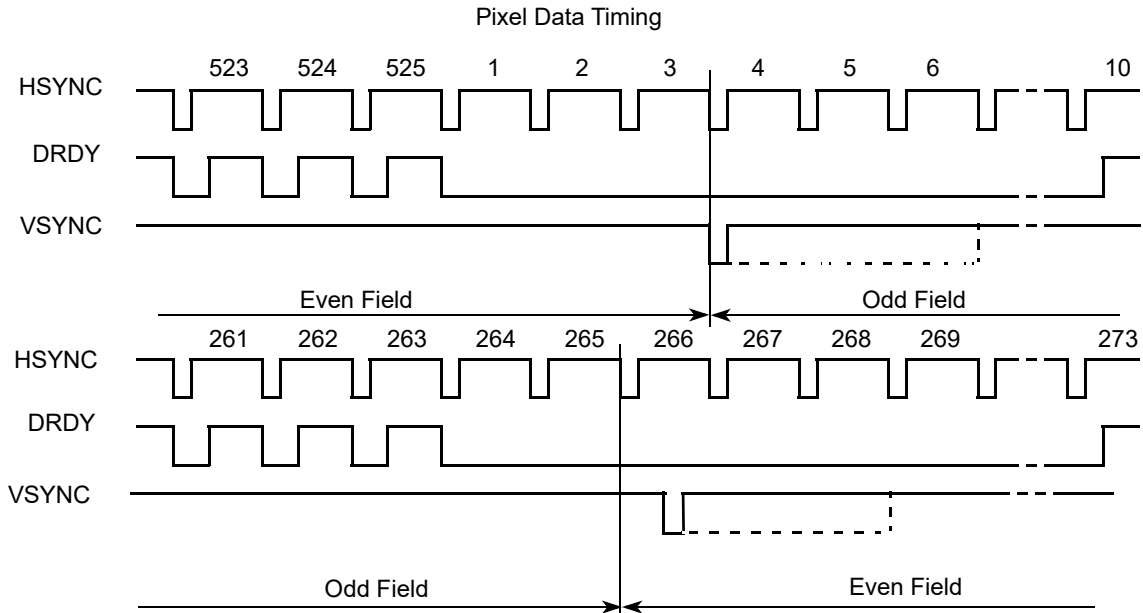 Pixel Data Timing
523 524 525 1 2 3 4 5 6 10
HSYNC
DRDY
VSYNC
Even Field Odd Field
261 262 263 264 265 266 267 268 269 273
HSYNC
DRDY
VSYNC
Odd Field Even Field